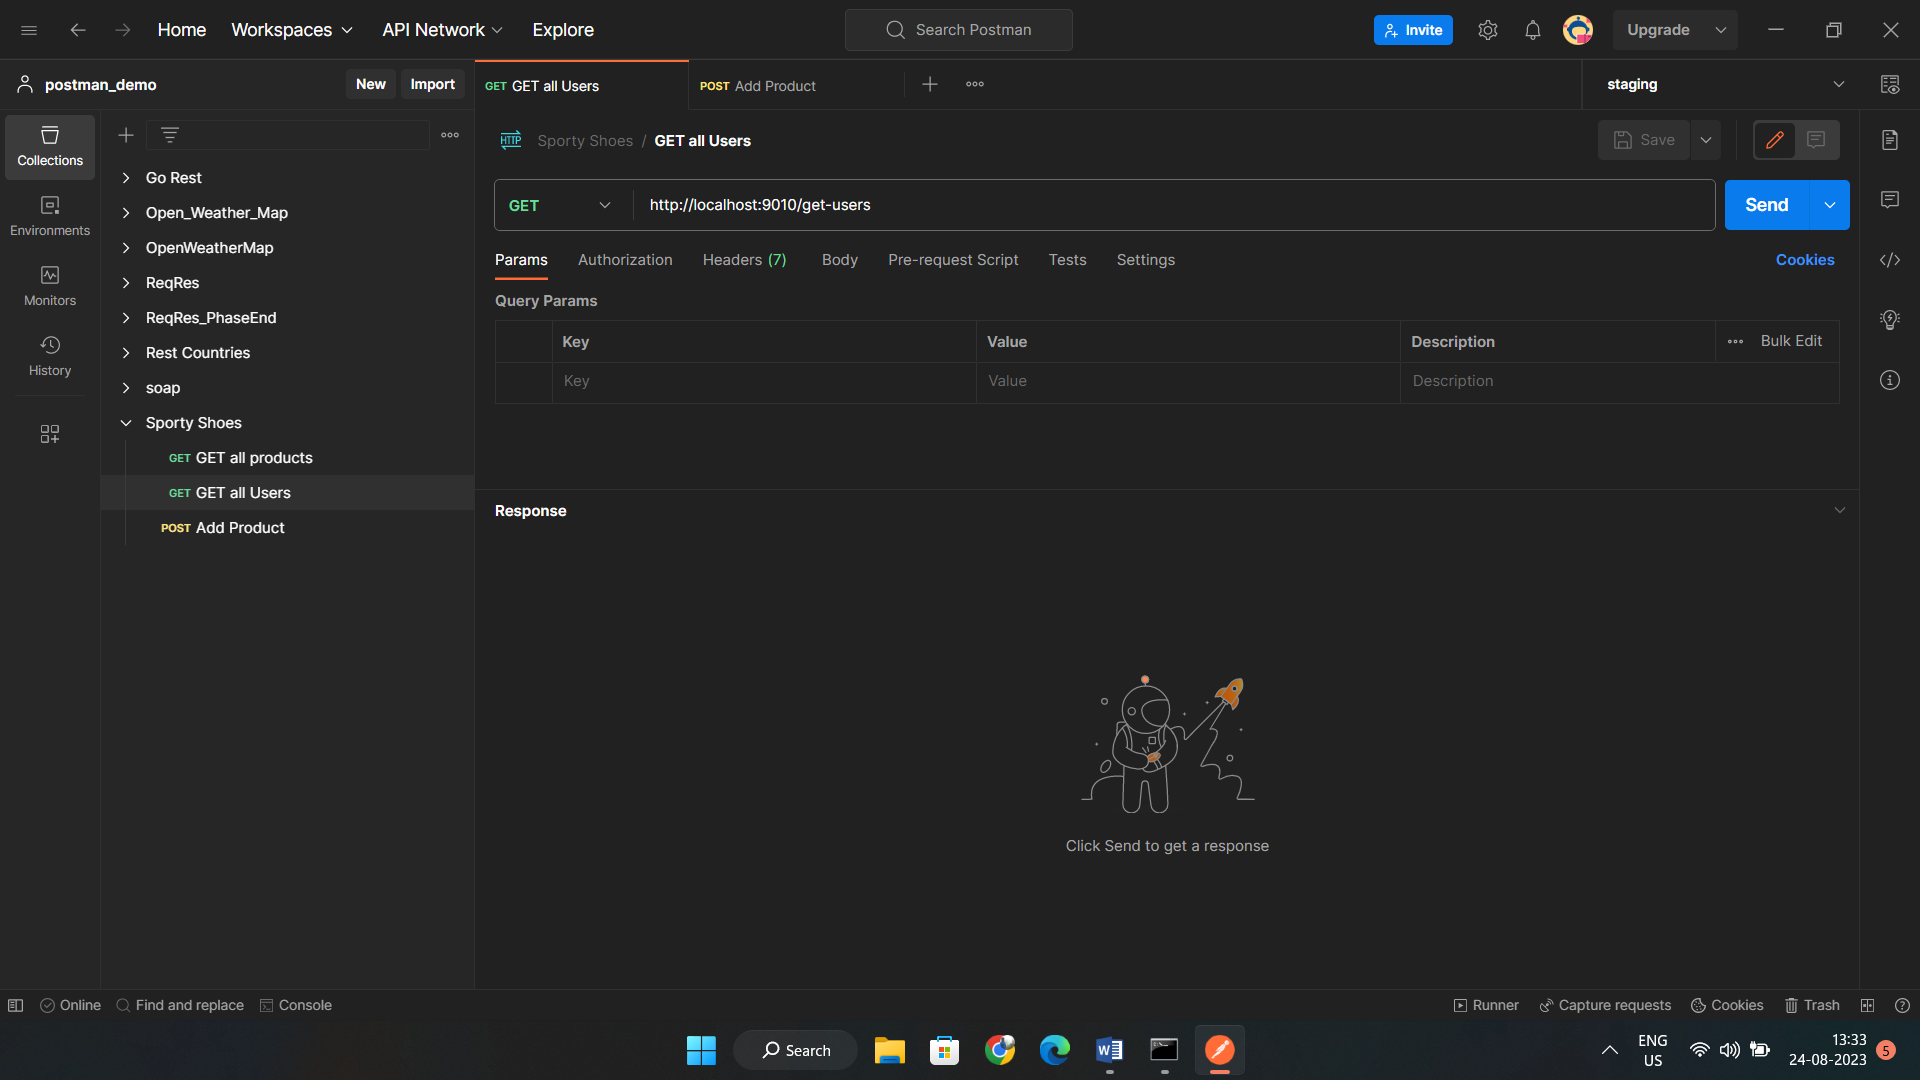 Home Workspaces API Network Explore Search Postman Invite Upgrade
postman_demo New Import GET GET all Users POST Add Product staging
Collections
Environments
Monitors
History
Go Rest
Open_Weather_Map
OpenWeatherMap
ReqRes
ReqRes_PhaseEnd
Rest Countries
soap
Sporty Shoes
GET GET all products
GET GET all Users
POST Add Product
HTTP Sporty Shoes / GET all Users Save
GET http://localhost:9010/get-users Send
Params Authorization Headers (7) Body Pre-request Script Tests Settings Cookies
Query Params
Key Value Description Bulk Edit
Key Value Description
Response
Click Send to get a response
Online Find and replace Console Runner Capture requests Cookies Trash
Search
ENG
US
13:33
24-08-2023
5